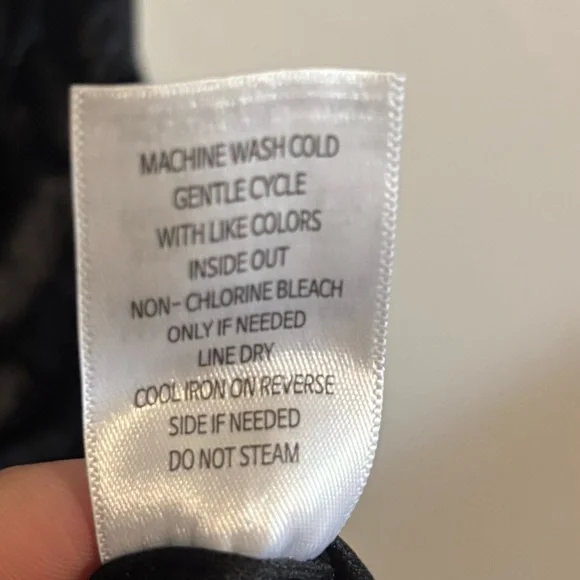 MACHINE WASH COLD
GENTLE CYCLE
WITH LIKE COLORS
INSIDE OUT
NON- CHLORINE BLEACH
ONLY IF NEEDED
LINE DRY
COOL IRON ON REVERSE
SIDE IF NEEDED
DO NOT STEAM